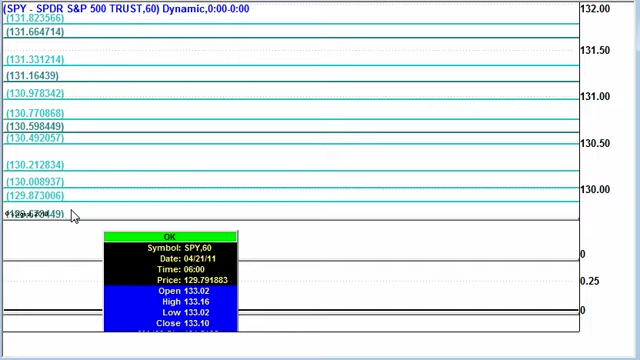 (SPY - SPDR S&P 500 TRUST,60) Dynamic,0:00-0:00
(131.823566)
(131.664714)
(131.331214)
(131.16439)
(130.978342)
(130.770868)
(130.598449)
(130.492057)
(130.212834)
(130.008937)
(129.873006)
132.00
131.50
131.00
130.50
130.00
0
0.25
0
OK
Symbol: SPY,60
Date: 04/21/11
Time: 06:00
Price: 129.791883
Open 133.02
High 133.16
Low 133.02
Close 133.10